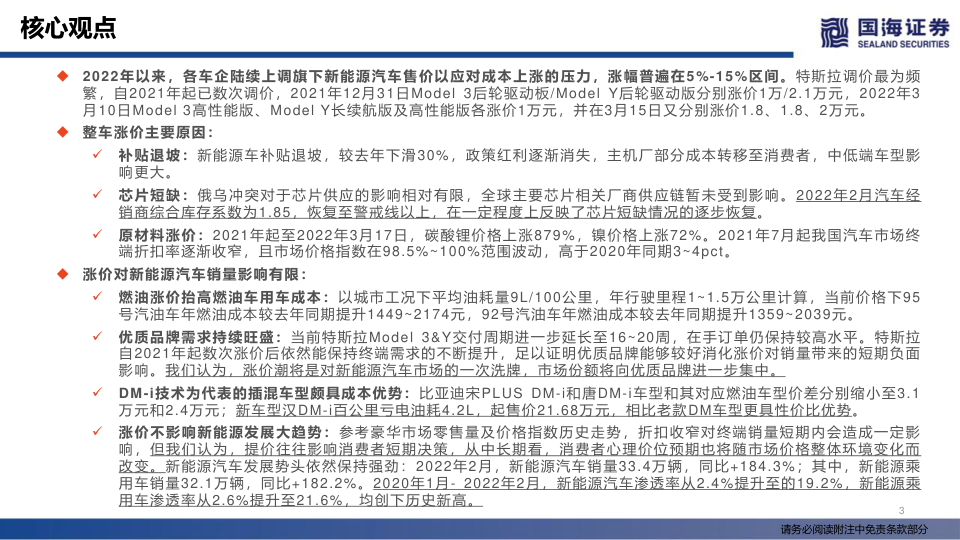 核心观点
国海证券
SEALAND SECURITIES
◆ 2022年以来，各车企陆续上调旗下新能源汽车售价以应对成本上涨的压力，涨幅普遍在5%-15%区间。特斯拉调价最为频
繁，自2021年起已数次调价，2021年12月31日Model 3后轮驱动板/Model Y后轮驱动版分别涨价1万/2.1万元，2022年3
月10日Model 3高性能版、Model Y长续航版及高性能版各涨价1万元，并在3月15日又分别涨价1.8、1.8、2万元。
◆ 整车涨价主要原因：
✓ 补贴退坡：新能源车补贴退坡，较去年下滑30%，政策红利逐渐消失，主机厂部分成本转移至消费者，中低端车型影
响更大。
✓ 芯片短缺：俄乌冲突对于芯片供应的影响相对有限，全球主要芯片相关厂商供应链暂未受到影响。2022年2月汽车经
销商综合库存系数为1.85，恢复至警戒线以上，在一定程度上反映了芯片短缺情况的逐步恢复。
✓ 原材料涨价：2021年起至2022年3月17日，碳酸锂价格上涨879%，镍价格上涨72%。2021年7月起我国汽车市场终
端折扣率逐渐收窄，且市场价格指数在98.5%~100%范围波动，高于2020年同期3~4pct。
◆ 涨价对新能源汽车销量影响有限：
✓ 燃油涨价抬高燃油车用车成本：以城市工况下平均油耗量9L/100公里，年行驶里程1~1.5万公里计算，当前价格下95
号汽油车年燃油成本较去年同期提升1449~2174元，92号汽油车年燃油成本较去年同期提升1359~2039元。
✓ 优质品牌需求持续旺盛：当前特斯拉Model 3&Y交付周期进一步延长至16~20周，在手订单仍保持较高水平。特斯拉
自2021年起数次涨价后依然能保持终端需求的不断提升，足以证明优质品牌能够较好消化涨价对销量带来的短期负面
影响。我们认为，涨价潮将是对新能源汽车市场的一次洗牌，市场份额将向优质品牌进一步集中。
✓ DM-i技术为代表的插混车型颇具成本优势：比亚迪宋PLUS DM-i和唐DM-i车型和其对应燃油车型价差分别缩小至3.1
万元和2.4万元；新车型汉DM-i百公里亏电油耗4.2L，起售价21.68万元，相比老款DM车型更具性价比优势。
✓ 涨价不影响新能源发展大趋势：参考豪华市场零售量及价格指数历史走势，折扣收窄对终端销量短期内会造成一定影
响，但我们认为，提价往往影响消费者短期决策，从中长期看，消费者心理价位预期也将随市场价格整体环境变化而
改变。新能源汽车发展势头依然保持强劲：2022年2月，新能源汽车销量33.4万辆，同比+184.3%；其中，新能源乘
用车销量32.1万辆，同比+182.2%。2020年1月- 2022年2月，新能源汽车渗透率从2.4%提升至的19.2%，新能源乘
用车渗透率从2.6%提升至21.6%，均创下历史新高。
3
请务必阅读附注中免责条款部分